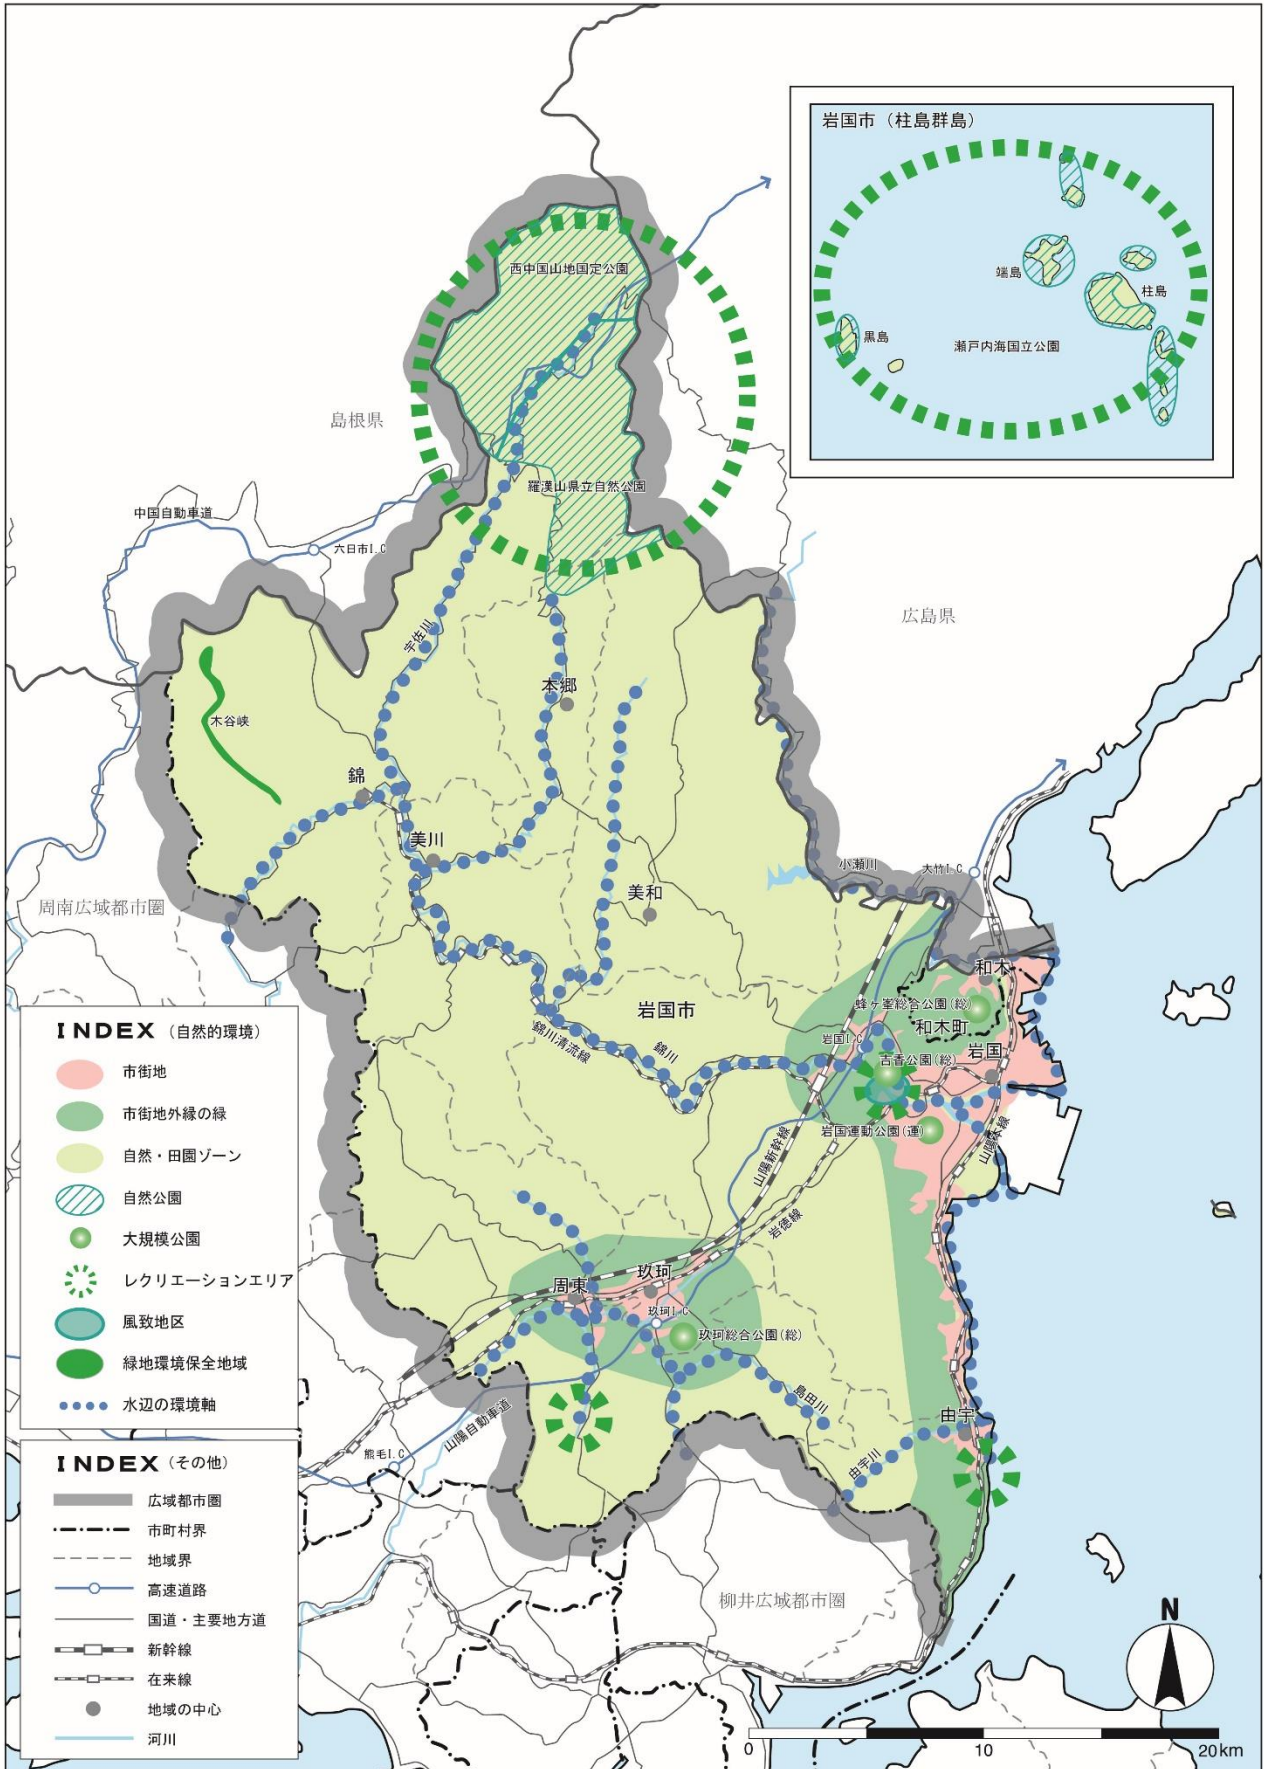 岩国市（柱島群島）
端島
柱島
黒島
瀬戸内海国立公園
西中国山地国定公園
島根県
羅漢山県立自然公園
中国自動車道
六日市I.C
広島県
宇佐川
本郷
木谷峡
錦
美川
小瀬川
大竹I.C
美和
周南広域都市圏
和木
蜂ヶ峯総合公園(総)
岩国市
和木町
錦川清流線
錦川
岩国I.C
岩国
吉香公園(総)
岩国運動公園(運)
山陽本線
山陽新幹線
岩徳線
周東
玖珂
玖珂I.C
玖珂総合公園(総)
島田川
由宇
山陽自動車道
熊毛I.C
由宇川
柳井広域都市圏
INDEX（自然的環境）
市街地
市街地外縁の緑
自然・田園ゾーン
自然公園
大規模公園
レクリエーションエリア
風致地区
緑地環境保全地域
水辺の環境軸
INDEX（その他）
広域都市圏
市町村界
地域界
高速道路
国道・主要地方道
新幹線
在来線
地域の中心
河川
N
0 10 20km